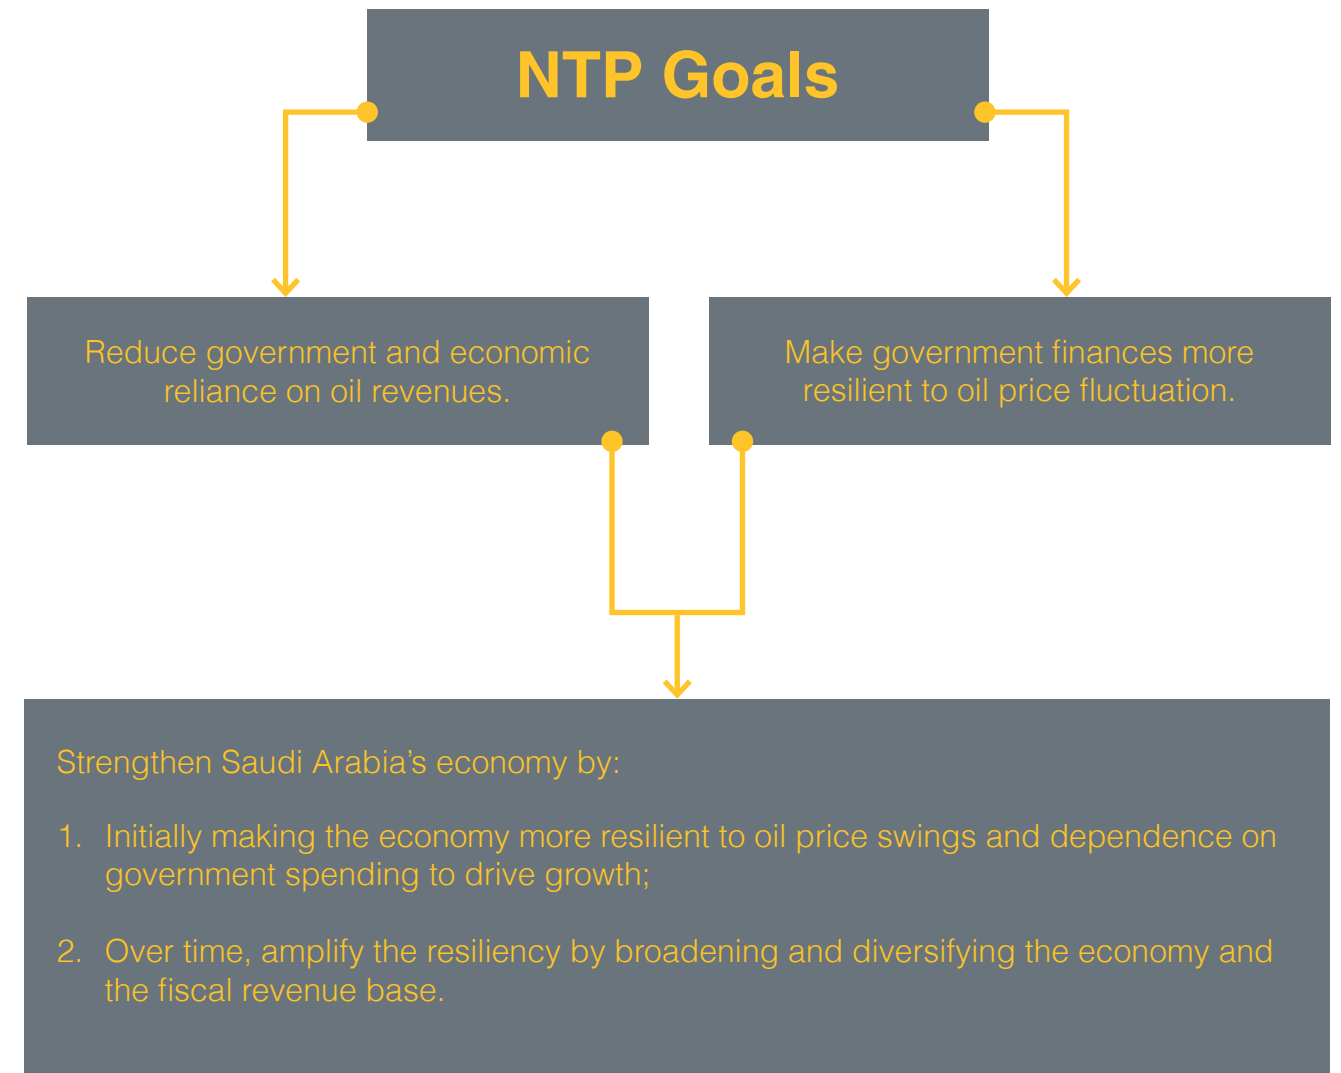 NTP Goals
Reduce government and economic
reliance on oil revenues.
Make government finances more
resilient to oil price fluctuation.
Strengthen Saudi Arabia’s economy by:
1. Initially making the economy more resilient to oil price swings and dependence on
government spending to drive growth;
2. Over time, amplify the resiliency by broadening and diversifying the economy and
the fiscal revenue base.